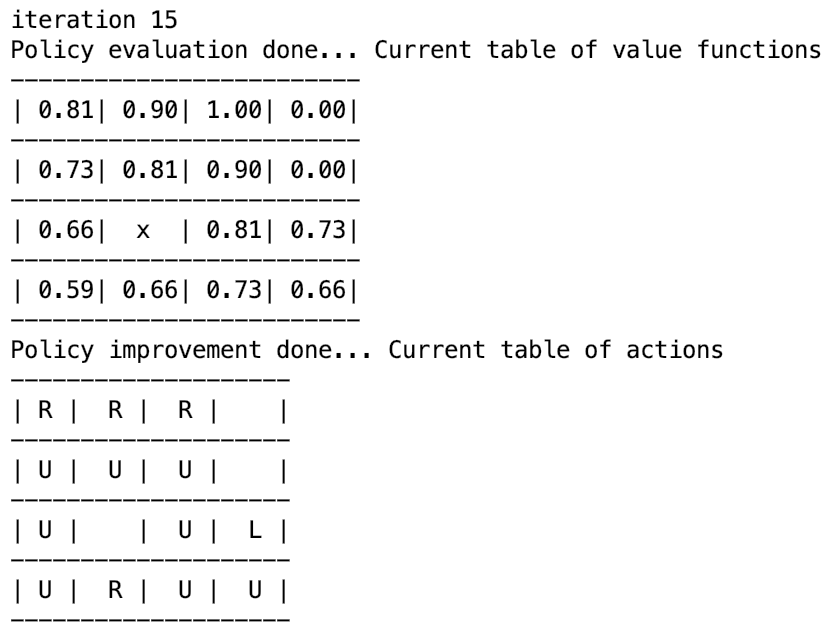 iteration 15
Policy evaluation done... Current table of value functions
-------------------------
| 0.81| 0.90| 1.00| 0.00|
-------------------------
| 0.73| 0.81| 0.90| 0.00|
-------------------------
| 0.66|  x  | 0.81| 0.73|
-------------------------
| 0.59| 0.66| 0.73| 0.66|
-------------------------
Policy improvement done... Current table of actions
--------------------
| R |  R |  R |    |
--------------------
| U |  U |  U |    |
--------------------
| U |    |  U |  L |
--------------------
| U |  R |  U |  U |
--------------------